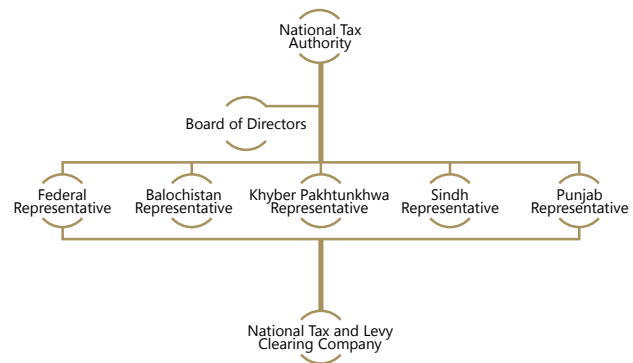 National Tax
Authority
Board of Directors
Federal
Representative
Balochistan
Representative
Khyber Pakhtunkhwa
Representative
Sindh
Representative
Punjab
Representative
National Tax and Levy
Clearing Company